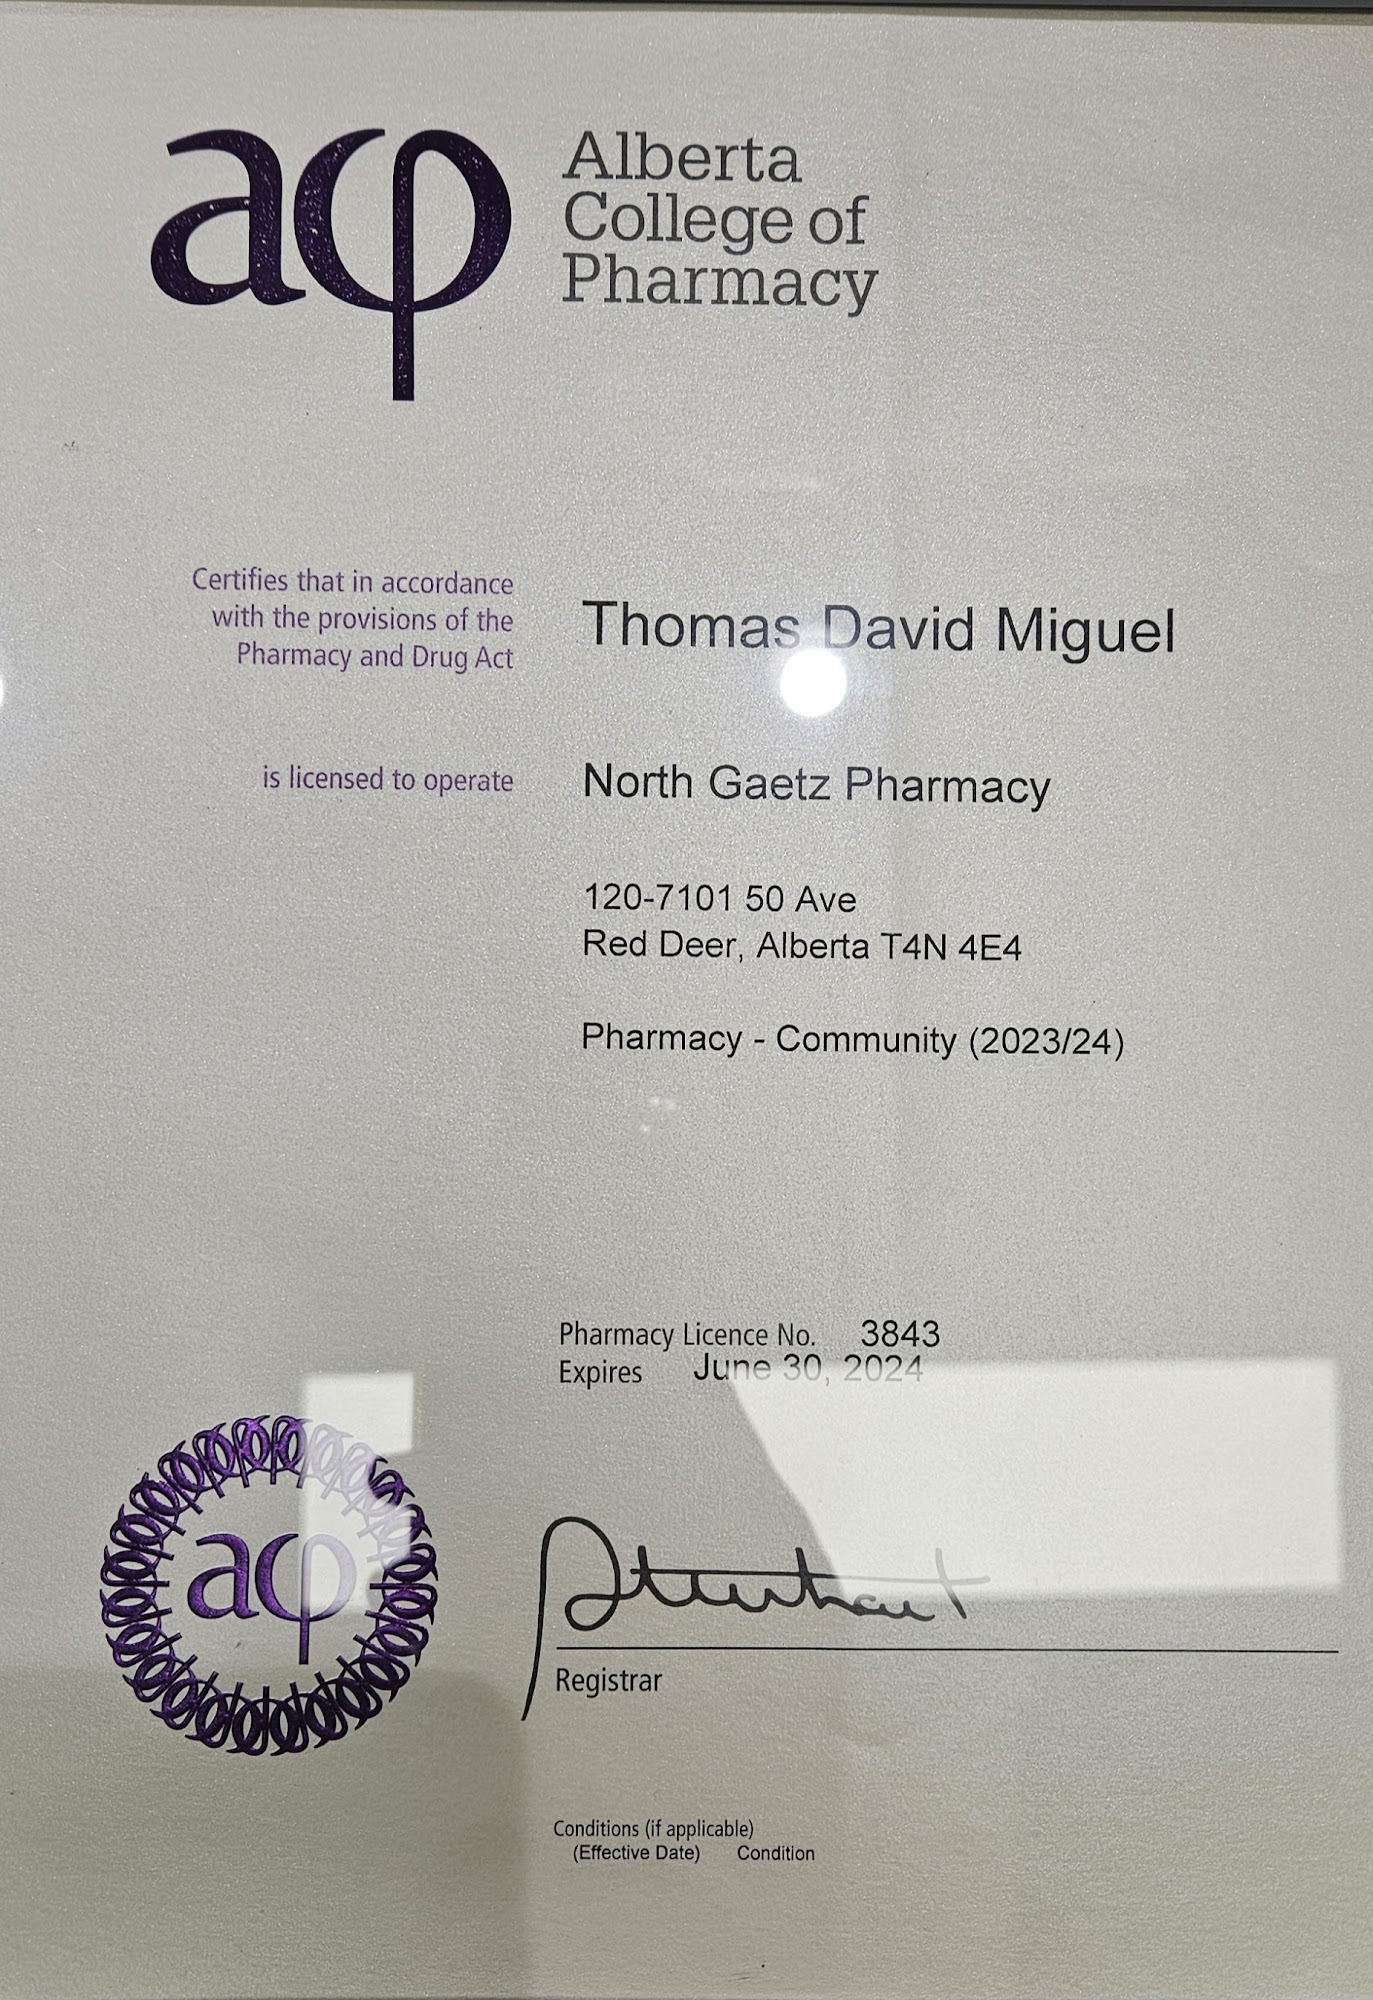 acp
Alberta
College of
Pharmacy
Certifies that in accordance
with the provisions of the
Pharmacy and Drug Act
Thomas David Miguel
is licensed to operate
North Gaetz Pharmacy
120-7101 50 Ave
Red Deer, Alberta T4N 4E4
Pharmacy - Community (2023/24)
Pharmacy Licence No. 3843
Expires June 30, 2024
acp
Registrar
Conditions (if applicable)
(Effective Date) Condition